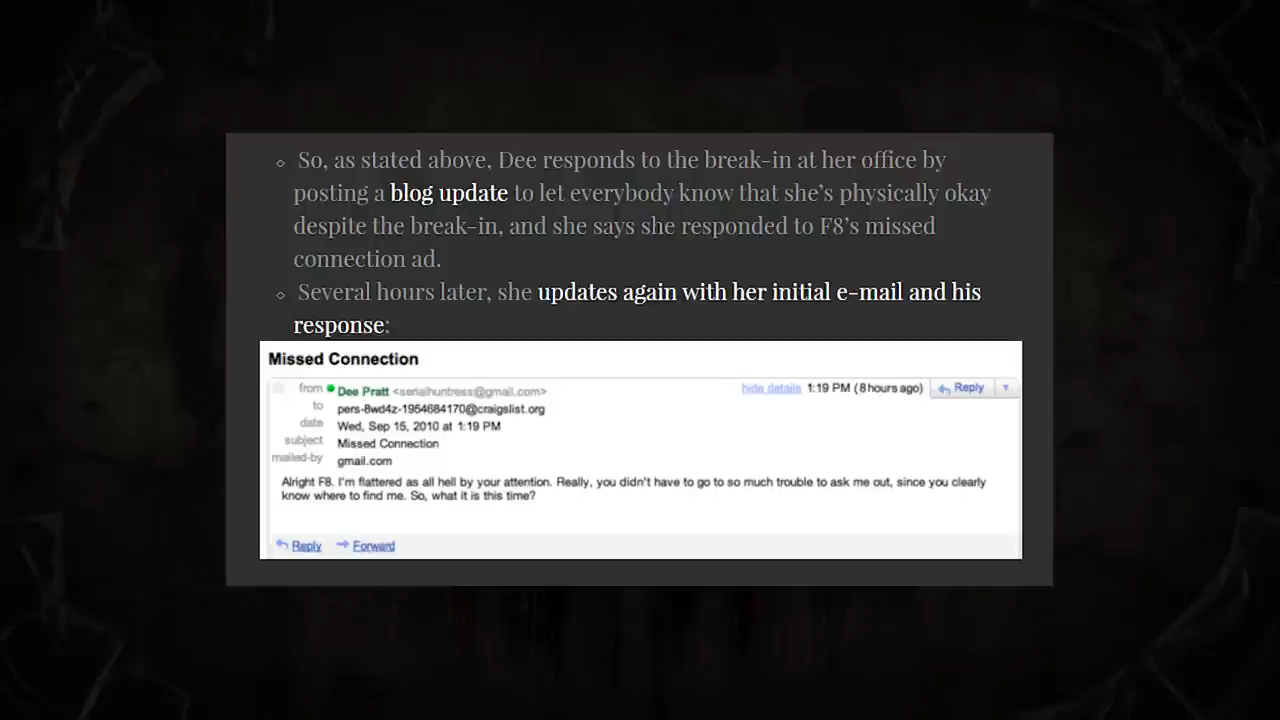 ⋄ So, as stated above, Dee responds to the break-in at her office by
posting a blog update to let everybody know that she's physically okay
despite the break-in, and she says she responded to F8's missed
connection ad.
⋄ Several hours later, she updates again with her initial e-mail and his
response:
Missed Connection
from Dee Pratt <serialhuntress@gmail.com> hide details 1:19 PM (8 hours ago) Reply
to pers-8wd4z-1954684170@craigslist.org
date Wed, Sep 15, 2010 at 1:19 PM
subject Missed Connection
mailed-by gmail.com
Alright F8. I'm flattered as all hell by your attention. Really, you didn't have to go to so much trouble to ask me out, since you clearly
know where to find me. So, what it is this time?
Reply Forward